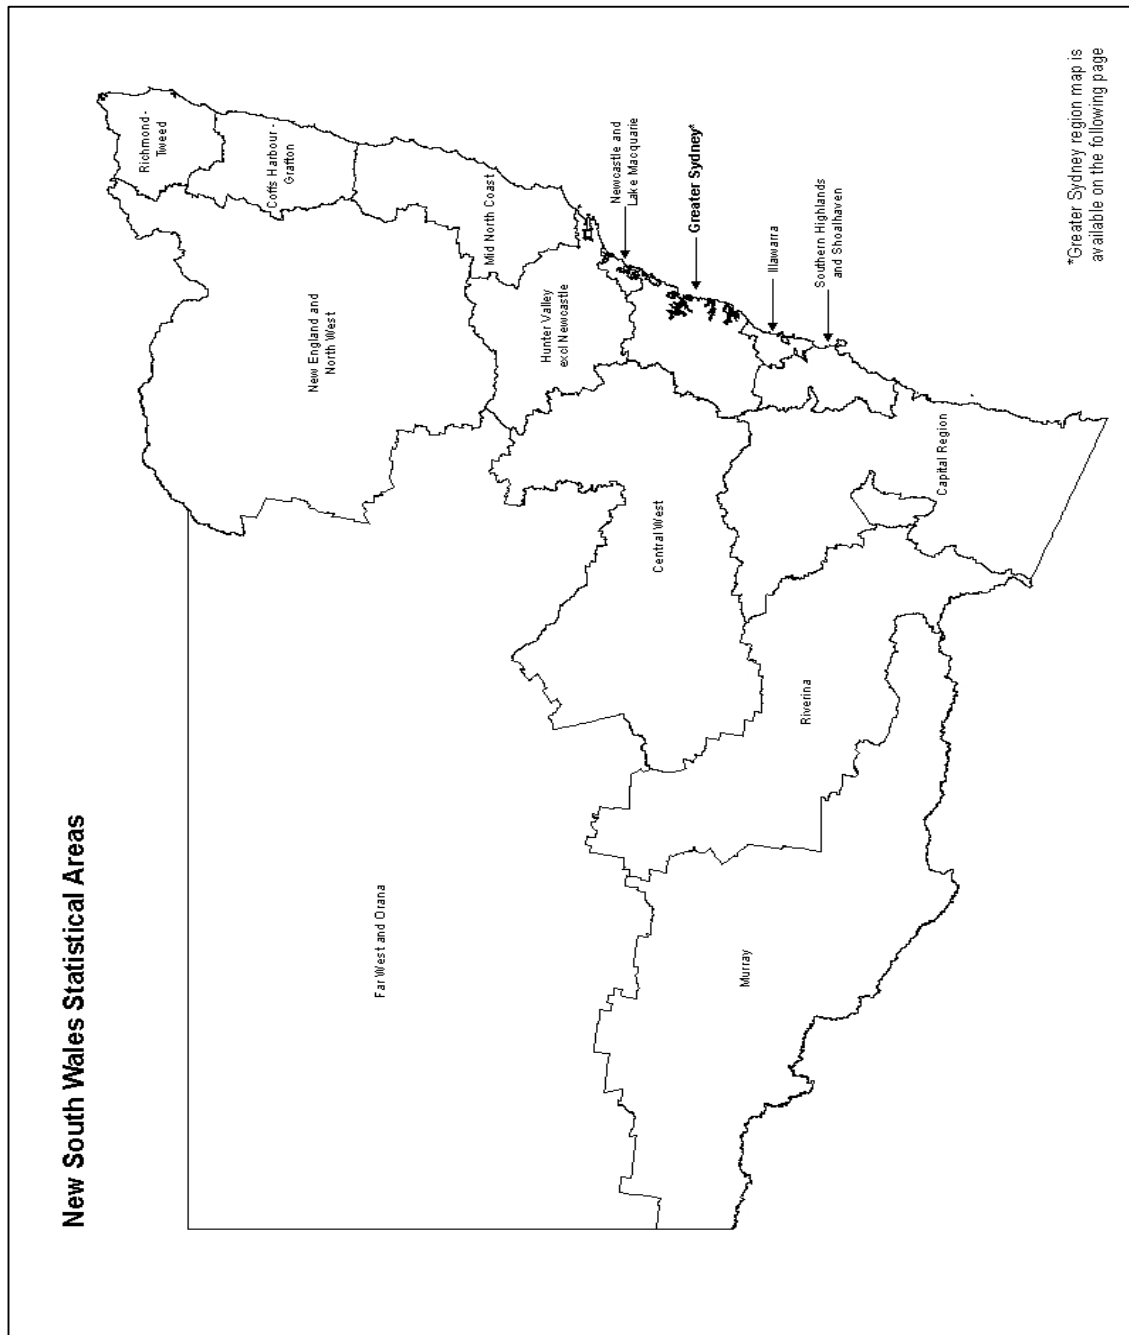 New South Wales Statistical Areas
Richmond -
Tweed
Coffs Harbour -
Grafton
New England and
North West
Mid North Coast
Hunter Valley
exol Newcastle
Newcastle and
Lake Macquarie
Greater Sydney*
Illawarra
Southern Highlands
and Shoalhaven
Far West and Orana
Central West
Capital Region
Riverina
Murray
*Greater Sydney region map is
available on the following page